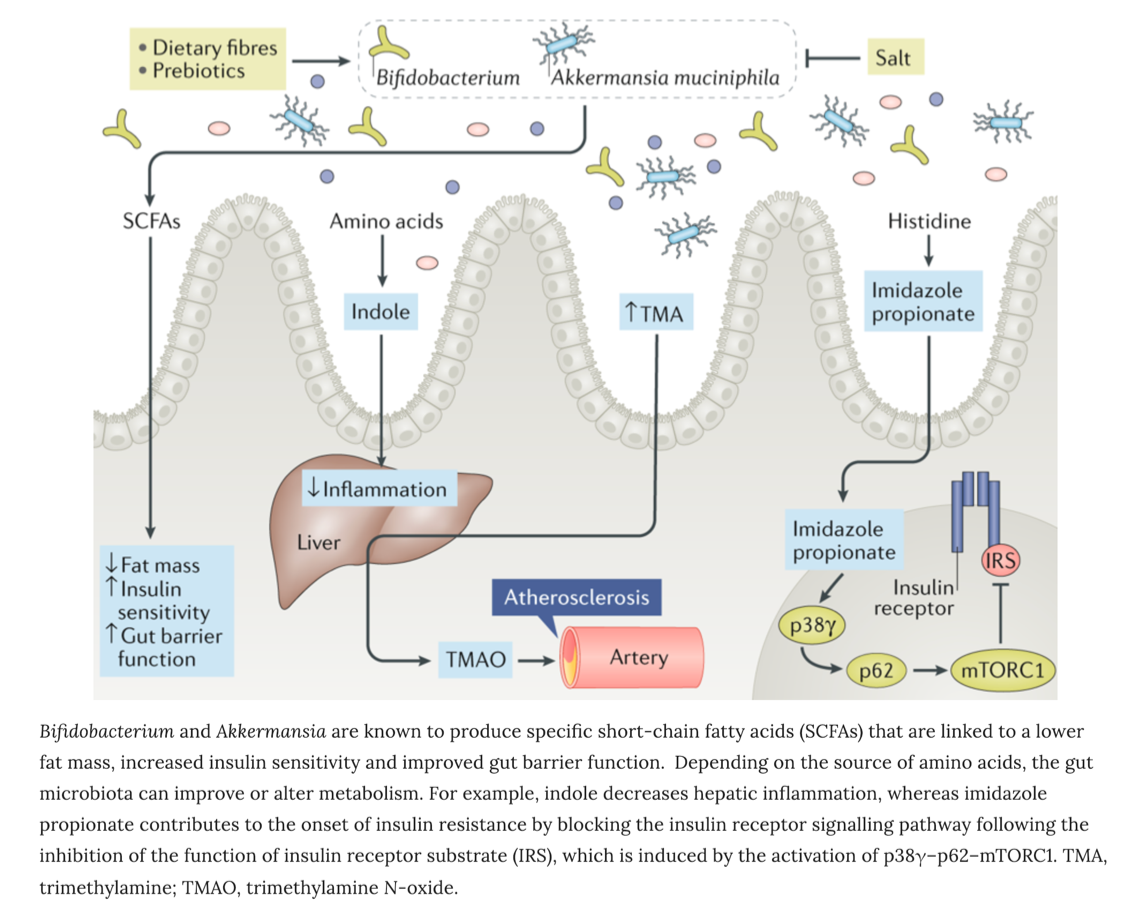 • Dietary fibres
• Prebiotics
Bifidobacterium
Akkermansia muciniphila
Salt
SCFAs
Amino acids
Histidine
Indole
↑TMA
Imidazole
propionate
↓Inflammation
Liver
Imidazole
propionate
IRS
Insulin
receptor
↓Fat mass
↑Insulin
sensitivity
↑Gut barrier
function
Atherosclerosis
p38γ
TMAO
Artery
p62
mTORC1
Bifidobacterium and Akkermansia are known to produce specific short-chain fatty acids (SCFAs) that are linked to a lower
fat mass, increased insulin sensitivity and improved gut barrier function.  Depending on the source of amino acids, the gut
microbiota can improve or alter metabolism. For example, indole decreases hepatic inflammation, whereas imidazole
propionate contributes to the onset of insulin resistance by blocking the insulin receptor signalling pathway following the
inhibition of the function of insulin receptor substrate (IRS), which is induced by the activation of p38γ–p62–mTORC1. TMA,
trimethylamine; TMAO, trimethylamine N-oxide.